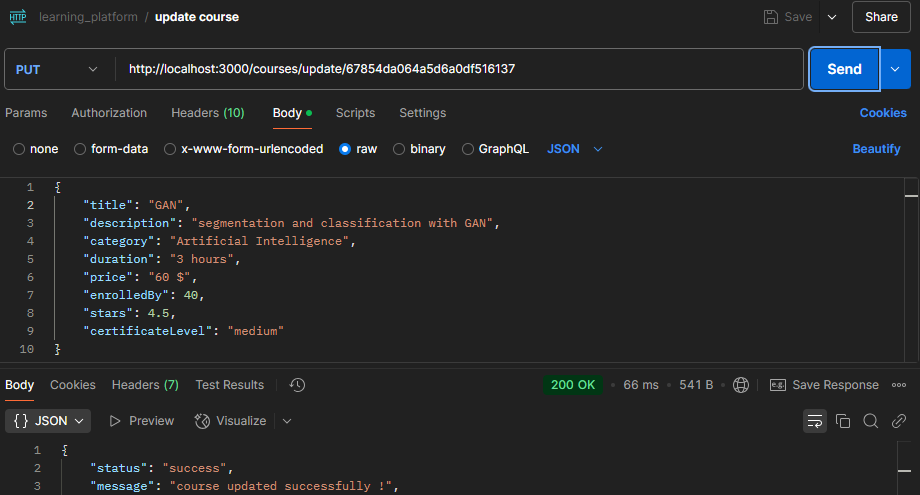 HTTP learning_platform / update course Save Share
PUT http://localhost:3000/courses/update/67854da064a5d6a0df516137 Send
Params Authorization Headers (10) Body Scripts Settings Cookies
none form-data x-www-form-urlencoded raw binary GraphQL JSON Beautify
1 {
2 "title": "GAN",
3 "description": "segmentation and classification with GAN",
4 "category": "Artificial Intelligence",
5 "duration": "3 hours",
6 "price": "60 $",
7 "enrolledBy": 40,
8 "stars": 4.5,
9 "certificateLevel": "medium"
10 }
Body Cookies Headers (7) Test Results 200 OK • 66 ms • 541 B • e.g. Save Response
{} JSON Preview Visualize
1 {
2 "status": "success",
3 "message": "course updated successfully !",